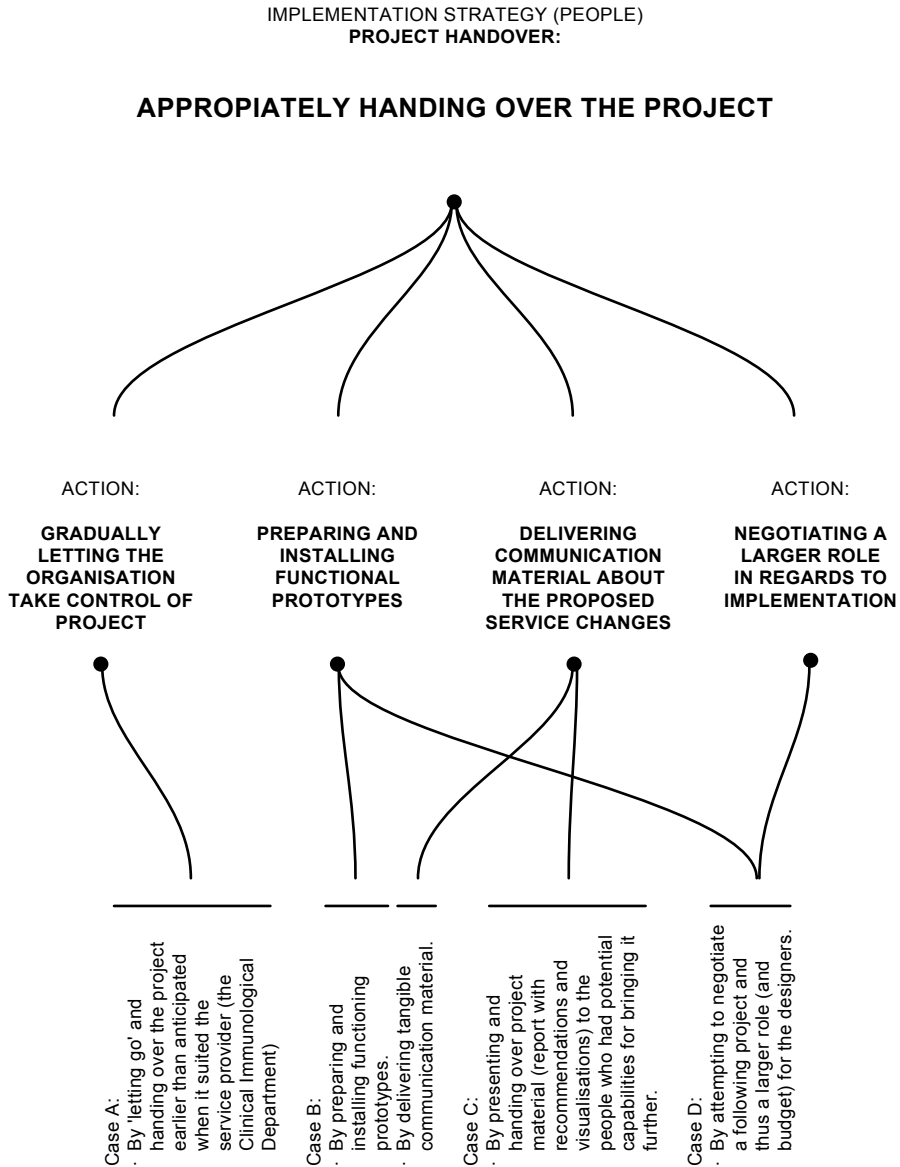 IMPLEMENTATION STRATEGY (PEOPLE)
PROJECT HANDOVER:
APPROPIATELY HANDING OVER THE PROJECT
ACTION:
GRADUALLY
LETTING THE
ORGANISATION
TAKE CONTROL OF
PROJECT
ACTION:
PREPARING AND
INSTALLING
FUNCTIONAL
PROTOTYPES
ACTION:
DELIVERING
COMMUNICATION
MATERIAL ABOUT
THE PROPOSED
SERVICE CHANGES
ACTION:
NEGOTIATING A
LARGER ROLE
IN REGARDS TO
IMPLEMENTATION
Case A:
· By 'letting go' and
handing over the project
earlier than anticipated
when it suited the
service provider (the
Clinical Immunological
Department)
Case B:
· By preparing and
installing functioning
prototypes.
· By delivering tangible
communication material.
Case C:
· By presenting and
handing over project
material (report with
recommendations and
visualisations) to the
people who had potential
capabilities for bringing it
further.
Case D:
· By attempting to negotiate
a following project and
thus a larger role (and
budget) for the designers.